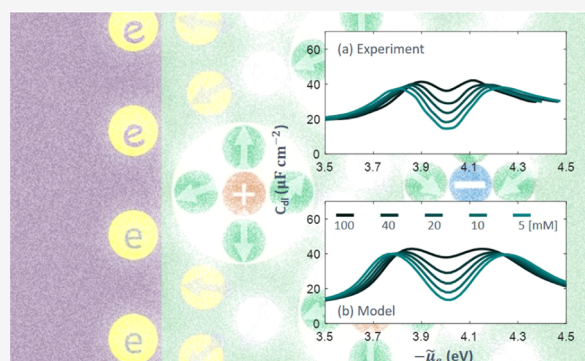 e
e
e
e
+
−
C_dl (µF cm⁻²)
(a) Experiment
60
40
20
0
3.5 3.7 3.9 4.1 4.3 4.5
(b) Model
60
40
20
0
100 40 20 10 5 [mM]
3.5 3.7 3.9 4.1 4.3 4.5
−μ̃ₑ (eV)